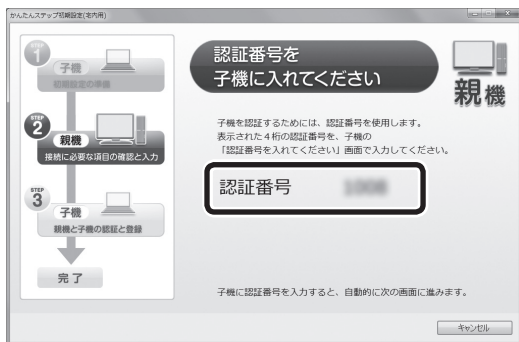 かんたんステップ初期設定(宅内用)
STEP
1
子機
初期設定の準備
STEP
2
親機
接続に必要な項目の確認と入力
STEP
3
子機
親機と子機の認証と登録
完了
認証番号を
子機に入れてください
親機
子機を認証するためには、認証番号を使用します。
表示された4桁の認証番号を、子機の
「認証番号を入れてください」画面で入力してください。
認証番号
子機に認証番号を入力すると、自動的に次の画面に進みます。
キャンセル